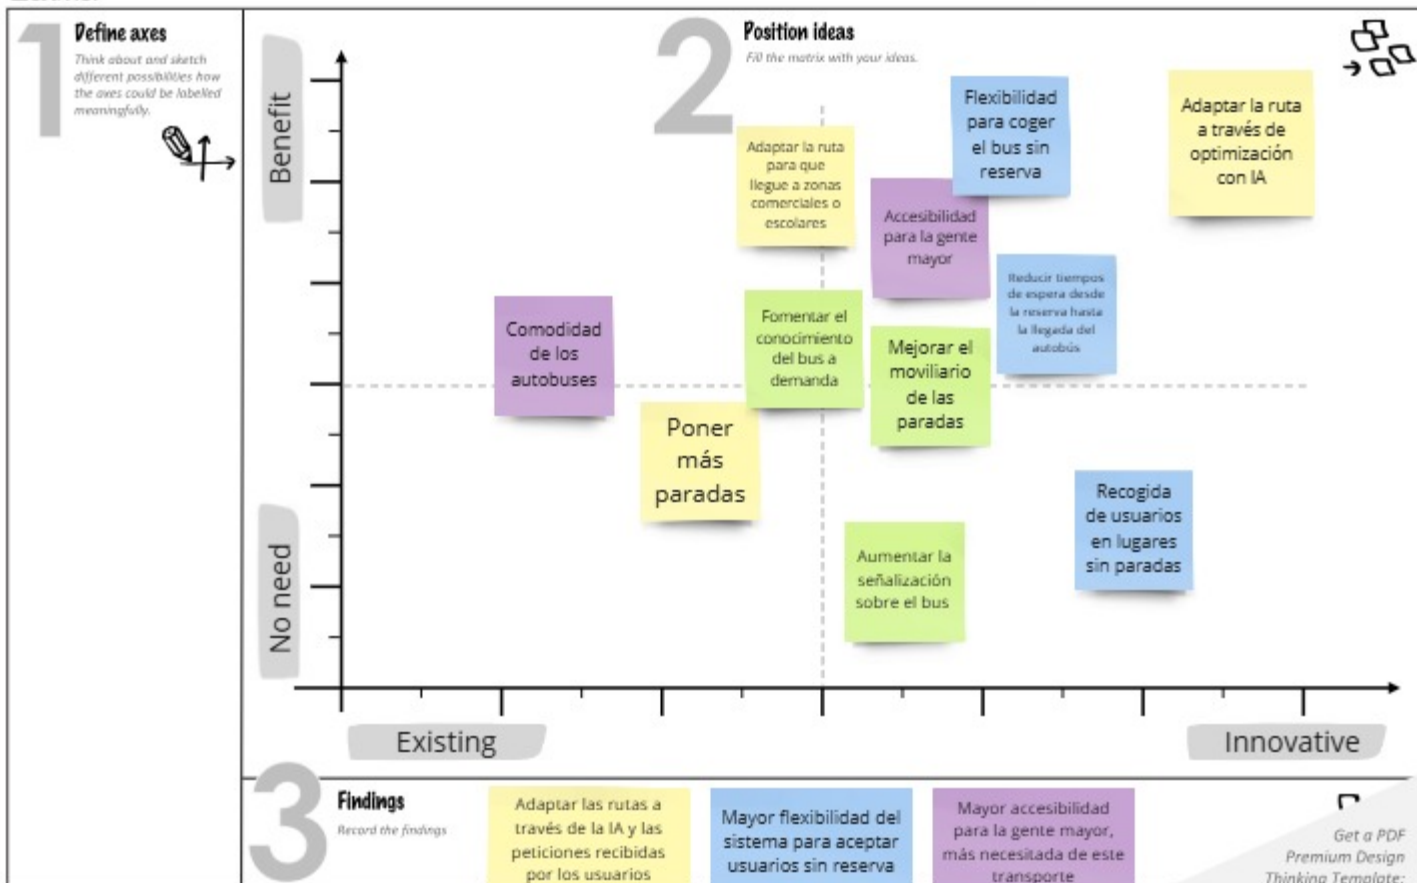 1
Define axes
Think about and sketch
different possibilities how
the axes could be labelled
meaningfully.
2
Position ideas
Fill the matrix with your ideas.
Benefit
No need
Adaptar la ruta
para que
llegue a zonas
comerciales o
escolares
Flexibilidad
para coger
el bus sin
reserva
Adaptar la ruta
a través de
optimización
con IA
Accesibilidad
para la gente
mayor
Reducir tiempos
de espera desde
la reserva hasta
la llegada del
autobús
Comodidad
de los
autobuses
Fomentar el
conocimiento
del bus a
demanda
Mejorar el
moviliario
de las
paradas
Poner
más
paradas
Recogida
de usuarios
en lugares
sin paradas
Aumentar la
señalización
sobre el bus
Existing
Innovative
3
Findings
Record the findings
Adaptar las rutas a
través de la IA y las
peticiones recibidas
por los usuarios
Mayor flexibilidad del
sistema para aceptar
usuarios sin reserva
Mayor accesibilidad
para la gente mayor,
más necesitada de este
transporte
Get a PDF
Premium Design
Thinking Template: